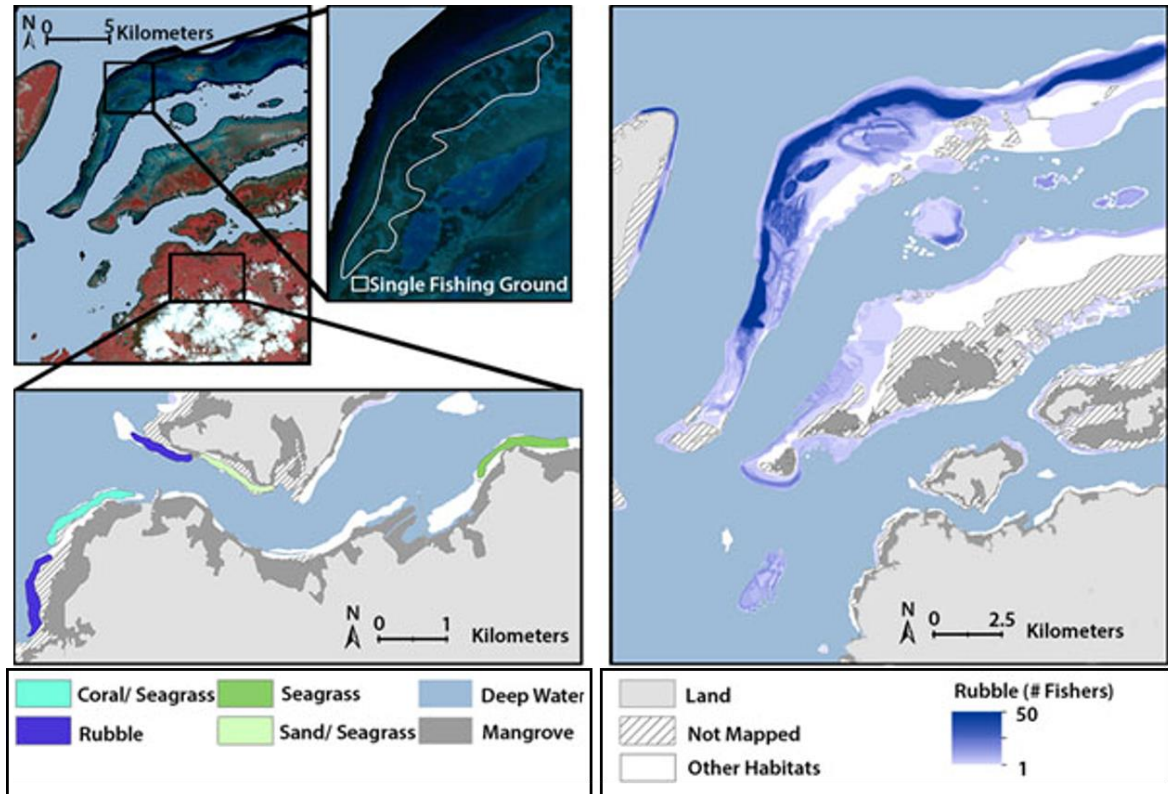 N
0 5 Kilometers
Single Fishing Ground
N
0 1
Kilometers
N
0 2.5
Kilometers
Coral/ Seagrass
Seagrass
Deep Water
Rubble
Sand/ Seagrass
Mangrove
Land
Not Mapped
Other Habitats
Rubble (# Fishers)
50
1